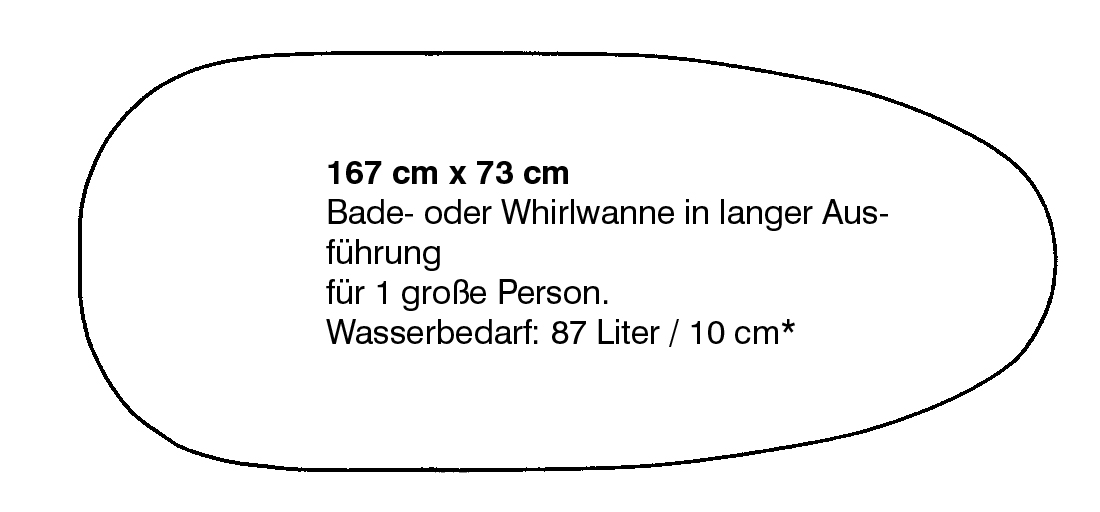 167 cm x 73 cm
Bade- oder Whirlwanne in langer Aus-
führung
für 1 große Person.
Wasserbedarf: 87 Liter / 10 cm*